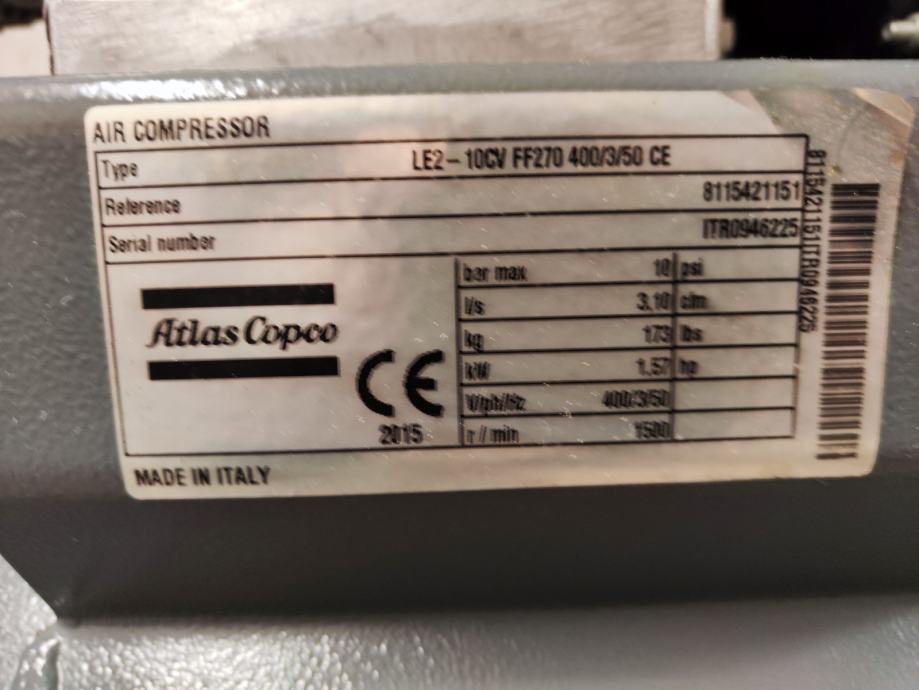 AIR COMPRESSOR
Type LE2-10CV FF270 400/3/50 CE
Reference 8115421151
Serial number ITR0946225
bar max 10 psi
l/s 3,10 cfm
kg 173 lbs
kW 1,57 hp
V/ph/Hz 400/3/50
r / min 1500
Atlas Copco
CE
2015
MADE IN ITALY
8115421151ITR0946225